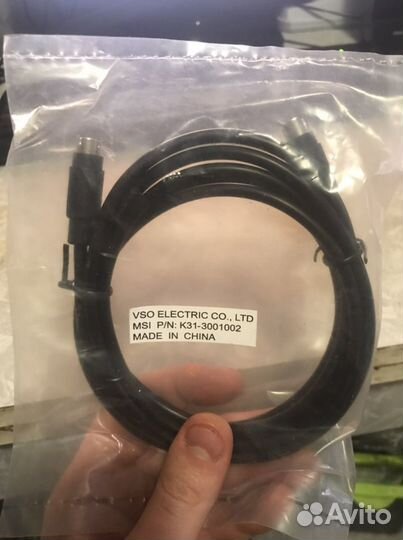 VSO ELECTRIC CO., LTD
MSI P/N: K31-3001002
MADE IN CHINA
Avito